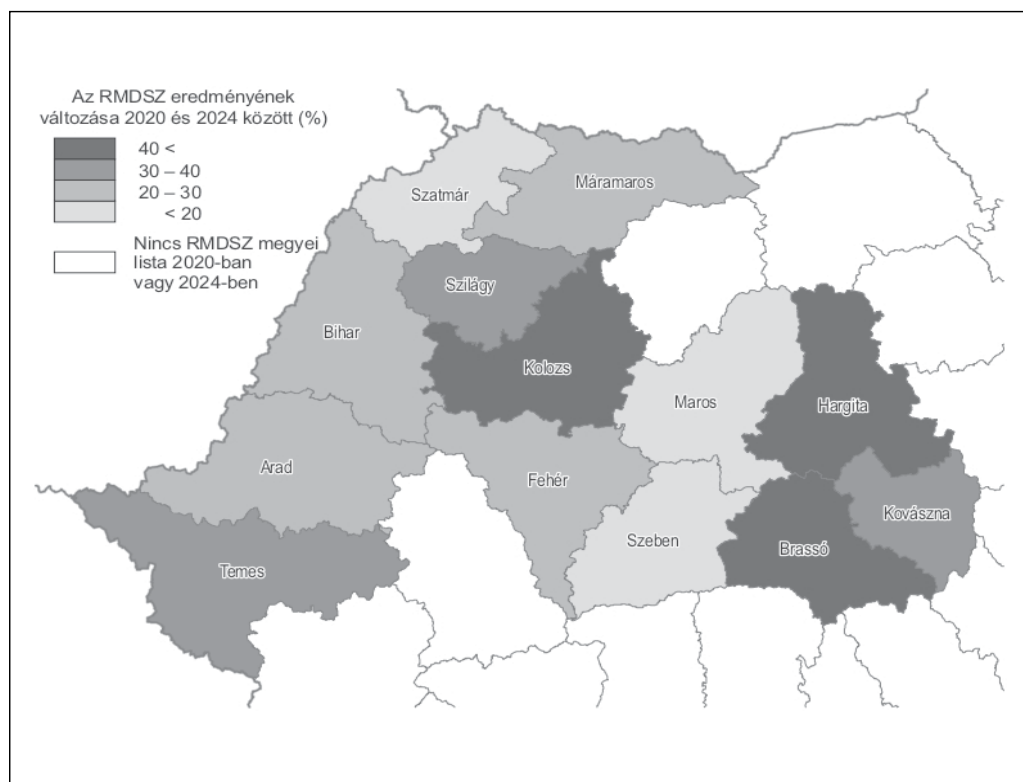 Az RMDSZ eredményének
változása 2020 és 2024 között (%)
40 <
30 – 40
20 – 30
< 20
Nincs RMDSZ megyei
lista 2020-ban
vagy 2024-ben
Szatmár
Máramaros
Szilágy
Bihar
Kolozs
Maros
Hargita
Arad
Fehér
Kovászna
Szeben
Brassó
Temes